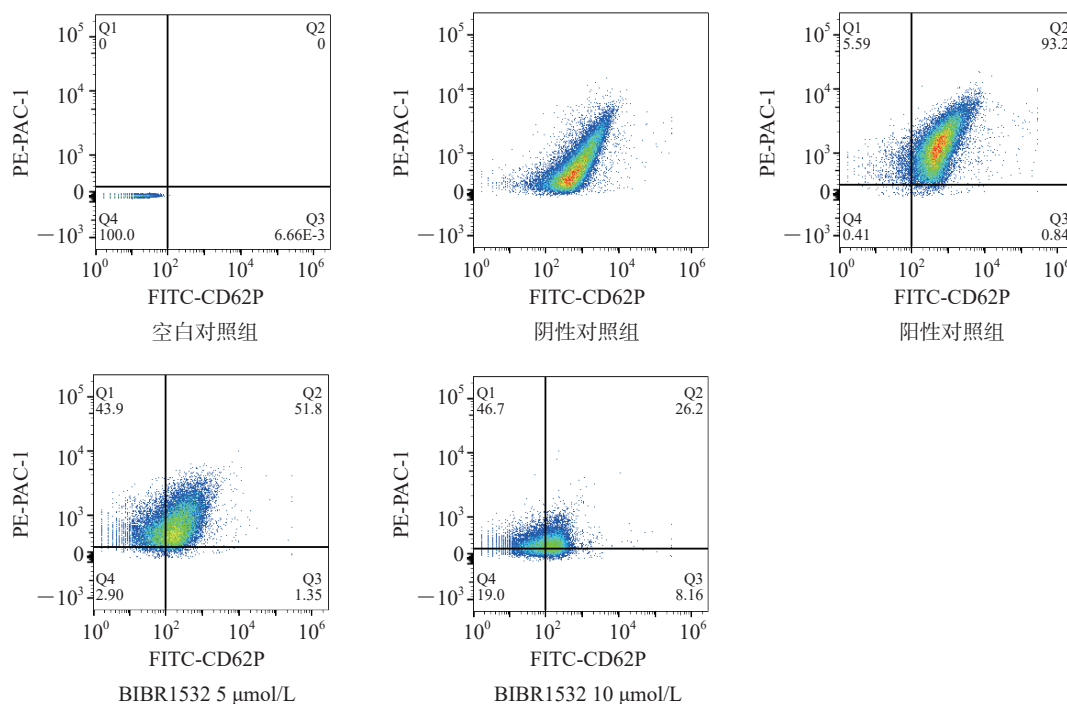 Q1
0
Q2
0
Q4
100.0
Q3
6.66E-3
10^5
10^4
10^3
0
−10^3
10^0
10^2
10^4
10^6
PE-PAC-1
FITC-CD62P
空白对照组
10^5
10^4
10^3
0
−10^3
10^0
10^2
10^4
10^6
PE-PAC-1
FITC-CD62P
阴性对照组
Q1
5.59
Q2
93.2
Q4
0.41
Q3
0.84
10^5
10^4
10^3
0
−10^3
10^0
10^2
10^4
10^6
PE-PAC-1
FITC-CD62P
阳性对照组
Q1
43.9
Q2
51.8
Q4
2.90
Q3
1.35
10^5
10^4
10^3
0
−10^3
10^0
10^2
10^4
10^6
PE-PAC-1
FITC-CD62P
BIBR1532 5 μmol/L
Q1
46.7
Q2
26.2
Q4
19.0
Q3
8.16
10^5
10^4
10^3
0
−10^3
10^0
10^2
10^4
10^6
PE-PAC-1
FITC-CD62P
BIBR1532 10 μmol/L